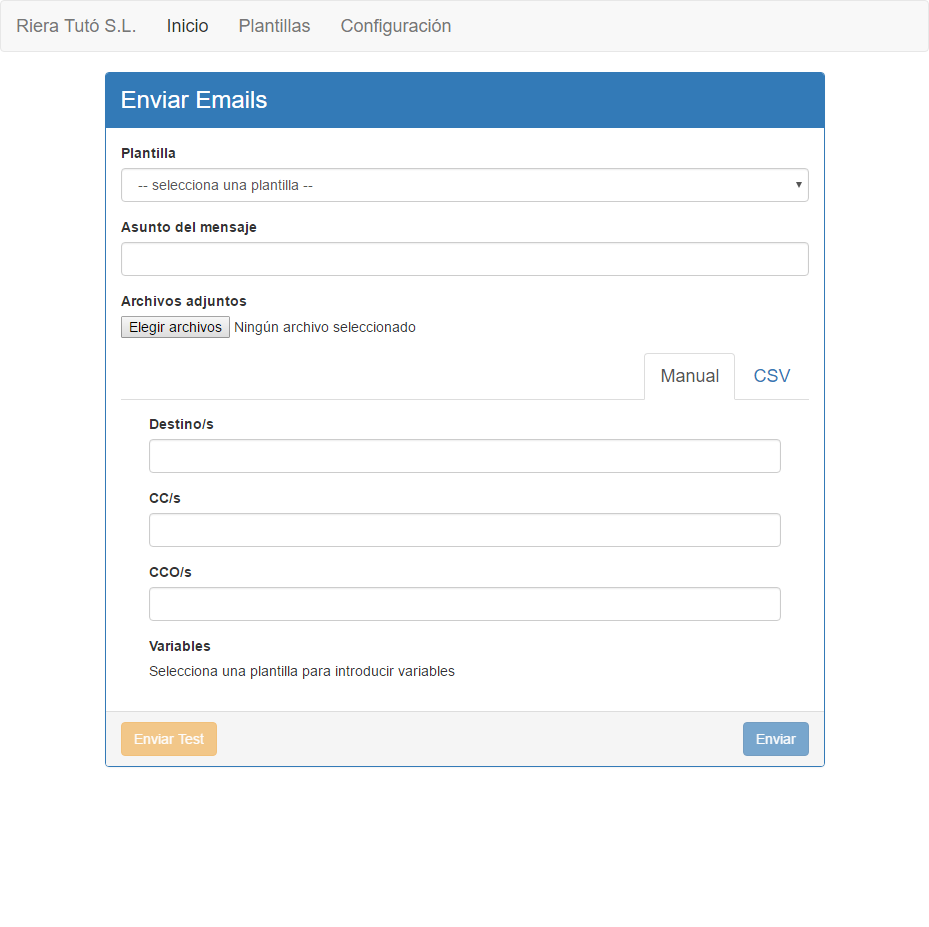 Riera Tutó S.L. Inicio Plantillas Configuración
Enviar Emails
Plantilla
-- selecciona una plantilla --
Asunto del mensaje
Archivos adjuntos
Elegir archivos Ningún archivo seleccionado
Manual CSV
Destino/s
CC/s
CCO/s
Variables
Selecciona una plantilla para introducir variables
Enviar Test Enviar